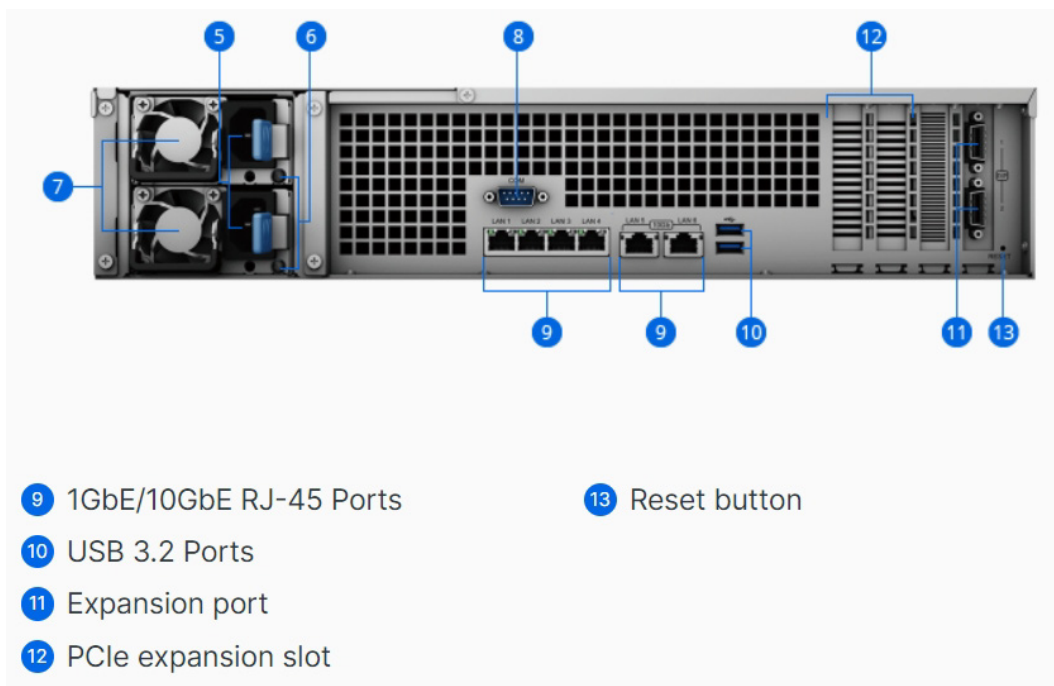 5
6
8
12
7
COM
LAN 1 LAN 2 LAN 3 LAN 4
LAN 5 10Gb LAN 6
RESET
9
9
10
11
13
9 1GbE/10GbE RJ-45 Ports
10 USB 3.2 Ports
11 Expansion port
12 PCIe expansion slot
13 Reset button